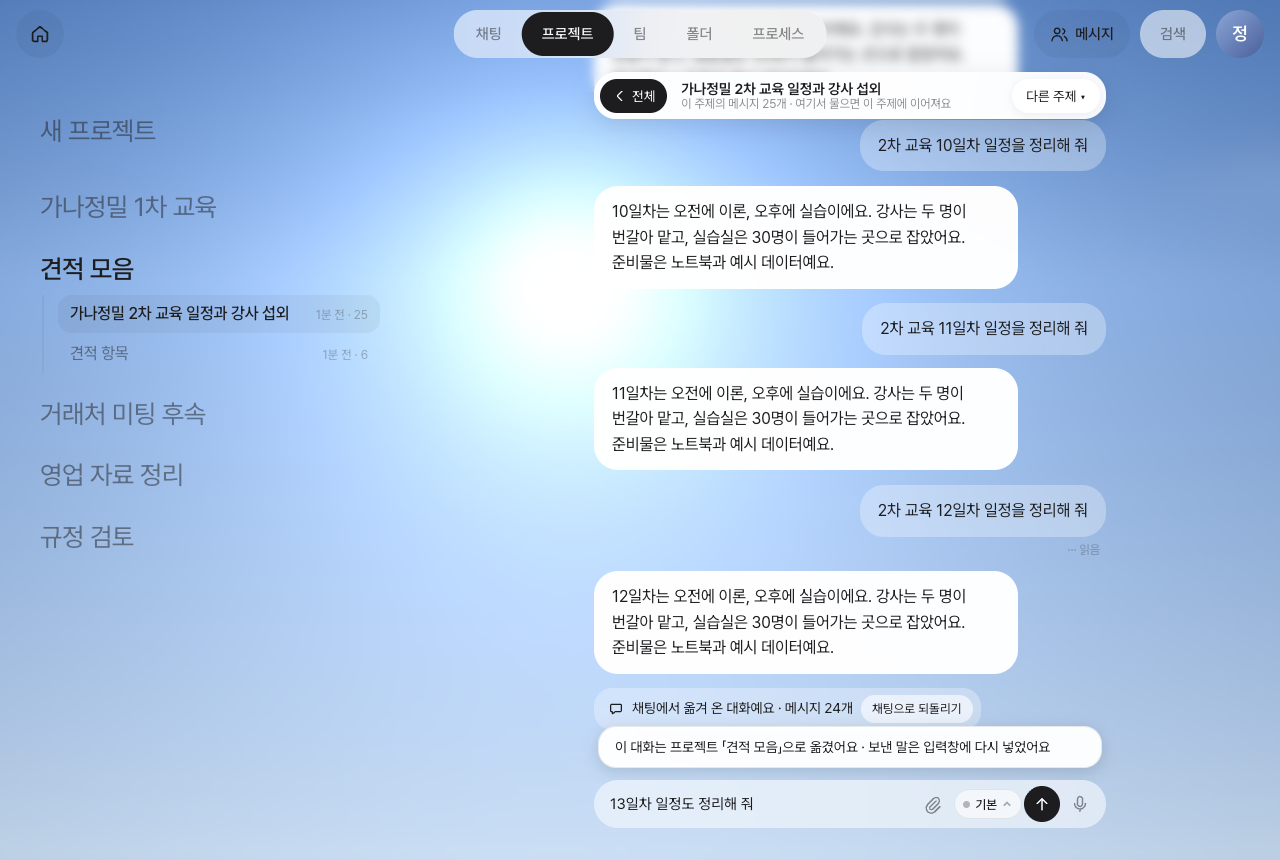 채팅
프로젝트
팀
폴더
프로세스
메시지
검색
정
전체
가나정밀 2차 교육 일정과 강사 섭외
이 주제의 메시지 25개 · 여기서 물으면 이 주제에 이어져요
다른 주제
새 프로젝트
가나정밀 1차 교육
견적 모음
가나정밀 2차 교육 일정과 강사 섭외 1분 전 · 25
견적 항목 1분 전 · 6
거래처 미팅 후속
영업 자료 정리
규정 검토
2차 교육 10일차 일정을 정리해 줘
10일차는 오전에 이론, 오후에 실습이에요. 강사는 두 명이
번갈아 맡고, 실습실은 30명이 들어가는 곳으로 잡았어요.
준비물은 노트북과 예시 데이터예요.
2차 교육 11일차 일정을 정리해 줘
11일차는 오전에 이론, 오후에 실습이에요. 강사는 두 명이
번갈아 맡고, 실습실은 30명이 들어가는 곳으로 잡았어요.
준비물은 노트북과 예시 데이터예요.
2차 교육 12일차 일정을 정리해 줘
··· 읽음
12일차는 오전에 이론, 오후에 실습이에요. 강사는 두 명이
번갈아 맡고, 실습실은 30명이 들어가는 곳으로 잡았어요.
준비물은 노트북과 예시 데이터예요.
채팅에서 옮겨 온 대화예요 · 메시지 24개 채팅으로 되돌리기
이 대화는 프로젝트 「견적 모음」으로 옮겼어요 · 보낸 말은 입력창에 다시 넣었어요
13일차 일정도 정리해 줘
기본